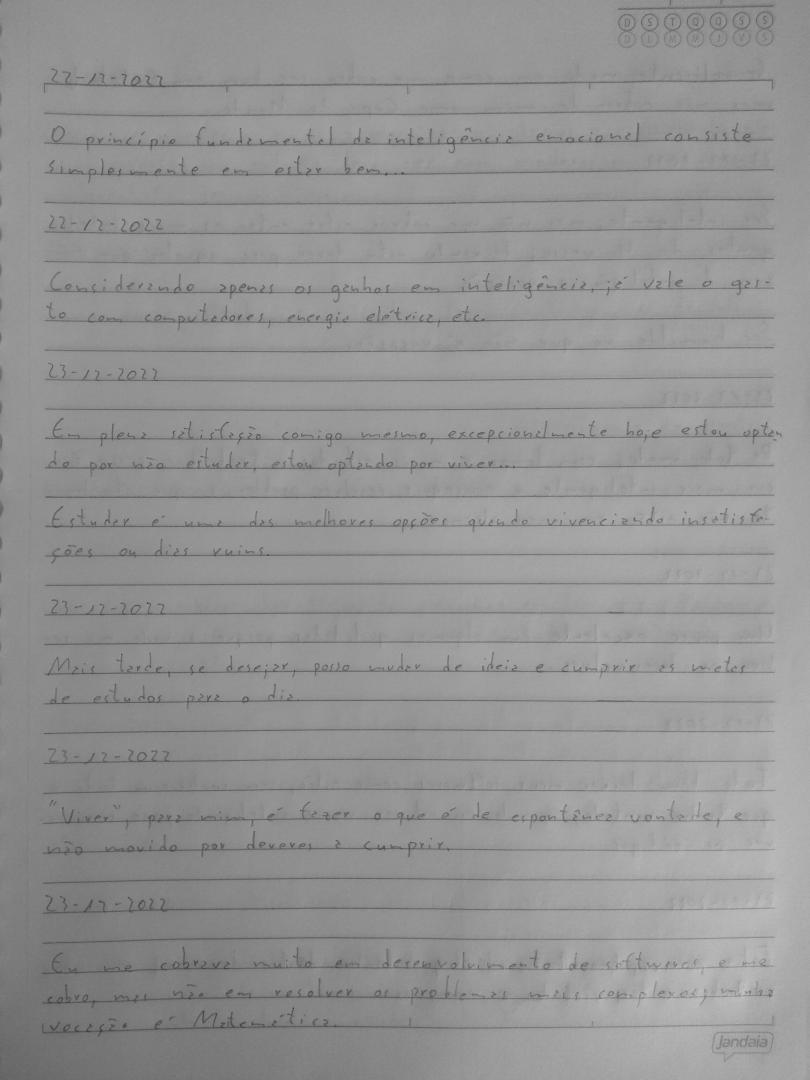 D S T Q Q S S
S V J M M J D
22-12-2022
O princípio fundamental da inteligência emocional consiste
simplesmente em estar bem...
22-12-2022
Considerando apenas os ganhos em inteligência, já vale o gas-
to com computadores, energia elétrica, etc.
23-12-2022
Em plena satisfação comigo mesmo, excepcionalmente hoje estou optan
do por não estudar, estou optando por viver...
Estudar é uma das melhores opções quando vivenciando insatisfa-
ções ou dias ruins.
23-12-2022
Mais tarde, se desejar, posso mudar de ideia e cumprir as metas
de estudos para o dia.
23-12-2022
"Viver", para mim, é fazer o que é de espontânea vontade, e
não movido por deveres a cumprir.
23-12-2022
Eu me cobrava muito em desenvolvimento de softwares, e me
cobro, mas não em resolver os problemas mais complexos; minha
vocação é Matemática.
Jandaia